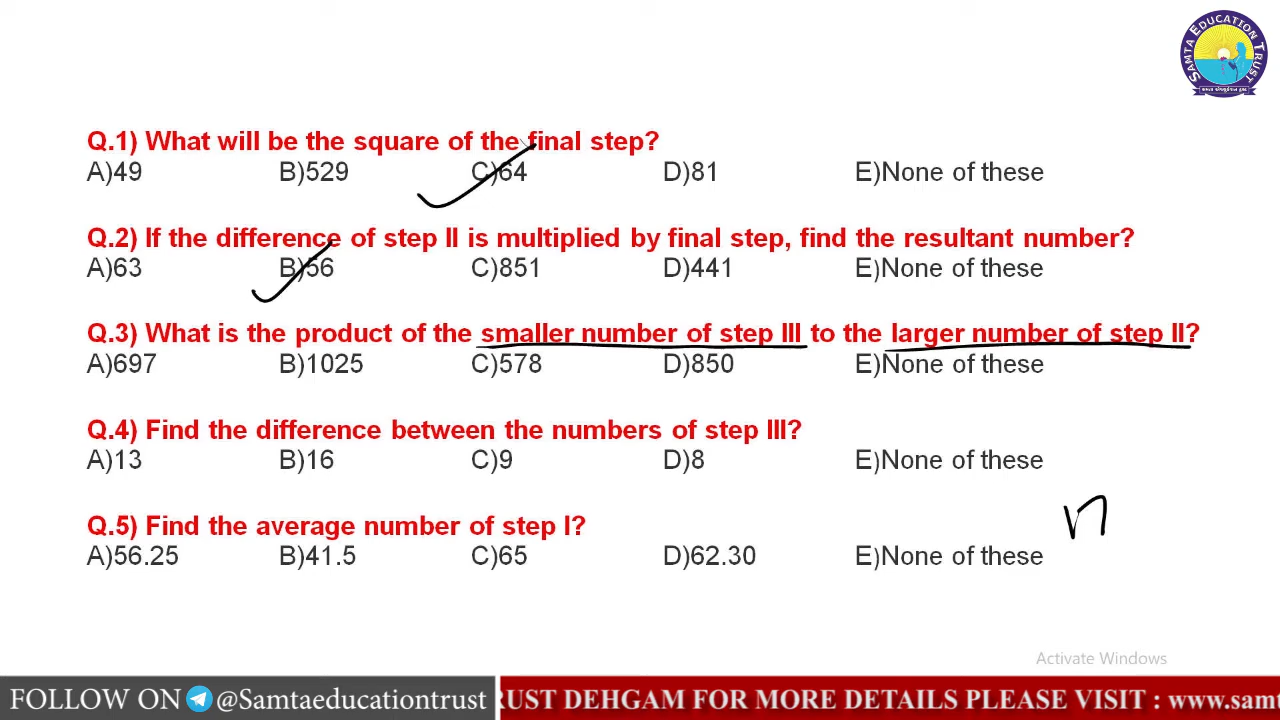 SAMTA EDUCATION TRUST
Q.1) What will be the square of the final step?
A)49 B)529 C)64 D)81 E)None of these
Q.2) If the difference of step II is multiplied by final step, find the resultant number?
A)63 B)56 C)851 D)441 E)None of these
Q.3) What is the product of the smaller number of step III to the larger number of step II?
A)697 B)1025 C)578 D)850 E)None of these
Q.4) Find the difference between the numbers of step III?
A)13 B)16 C)9 D)8 E)None of these
Q.5) Find the average number of step I?
A)56.25 B)41.5 C)65 D)62.30 E)None of these
Activate Windows
FOLLOW ON @Samtaeducationtrust RUST DEHGAM FOR MORE DETAILS PLEASE VISIT : www.samt